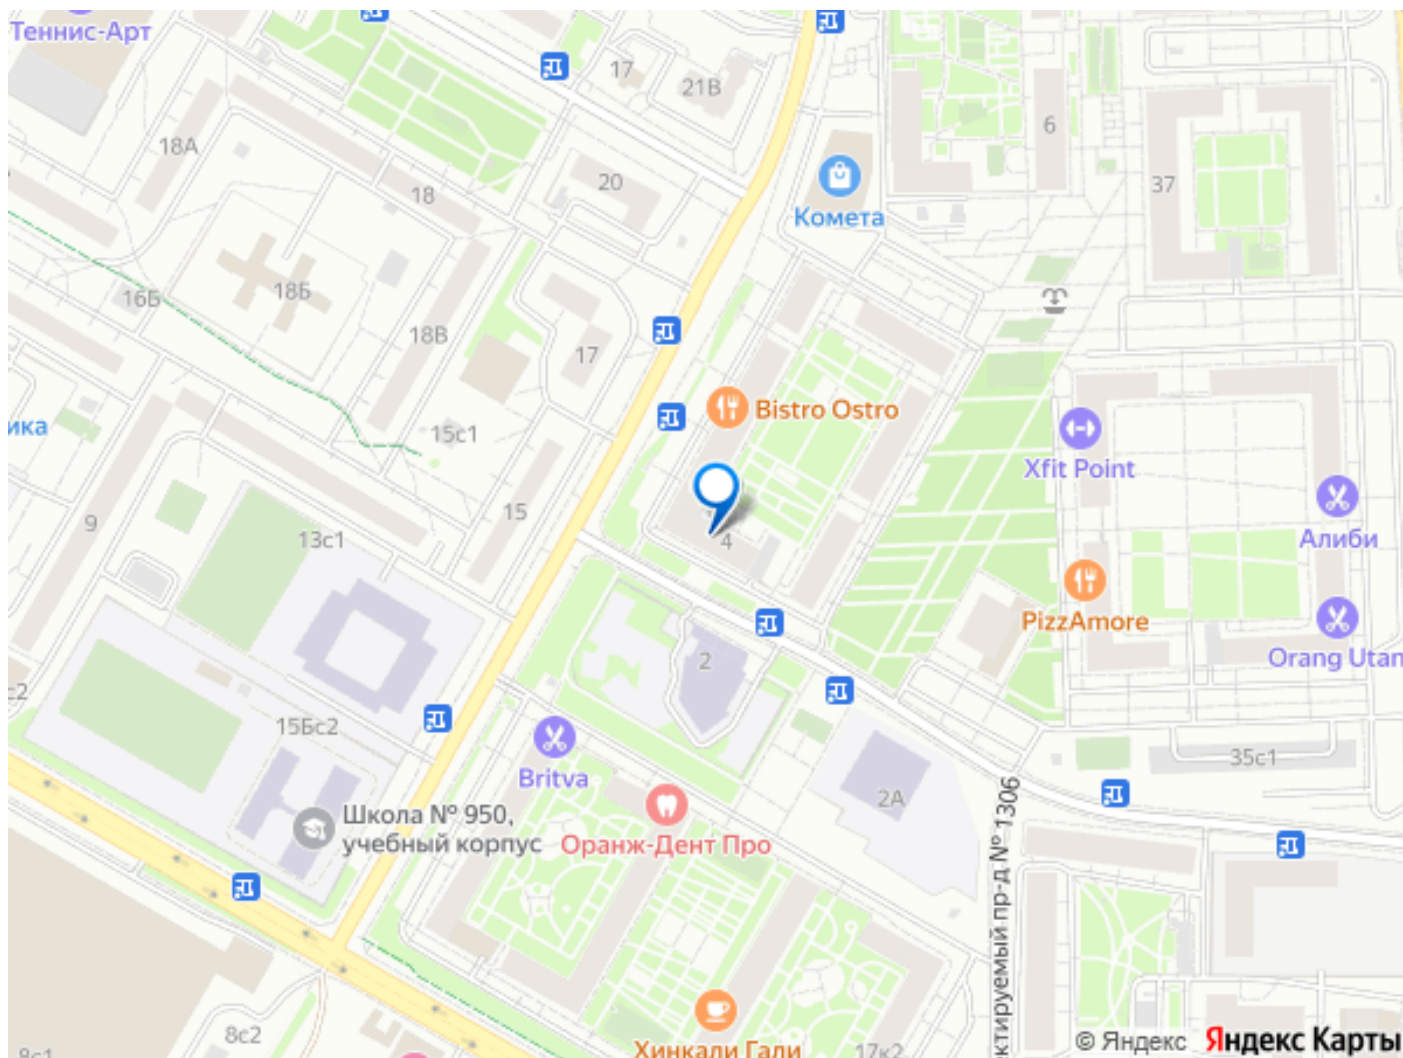 Теннис-Арт
17
21В
6
18А
18
20
37
Комета
16Б
18Б
18В
17
15с1
Bistro Ostro
Xfit Point
9
13с1
15
4
Алиби
PizzAmore
2
Orang Utan
15Бс2
Britva
35с1
2А
Школа № 950,
учебный корпус
Оранж-Дент Про
ектируемый пр-д № 1306
8с2
8с1
Хинкали Гали
17к2
© Яндекс Яндекс Карты